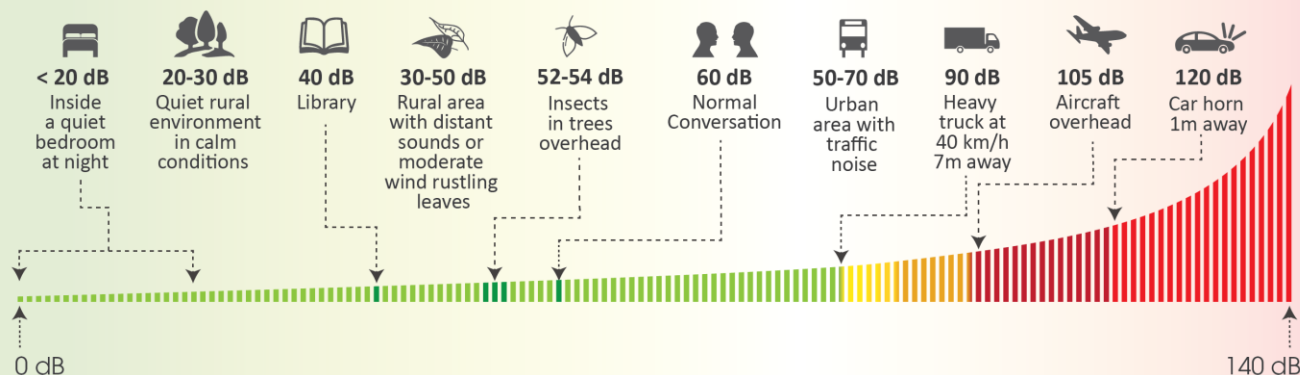 < 20 dB
Inside
a quiet
bedroom
at night
20-30 dB
Quiet rural
environment
in calm
conditions
40 dB
Library
30-50 dB
Rural area
with distant
sounds or
moderate
wind rustling
leaves
52-54 dB
Insects
in trees
overhead
60 dB
Normal
Conversation
50-70 dB
Urban
area with
traffic
noise
90 dB
Heavy
truck at
40 km/h
7m away
105 dB
Aircraft
overhead
120 dB
Car horn
1m away
0 dB
140 dB